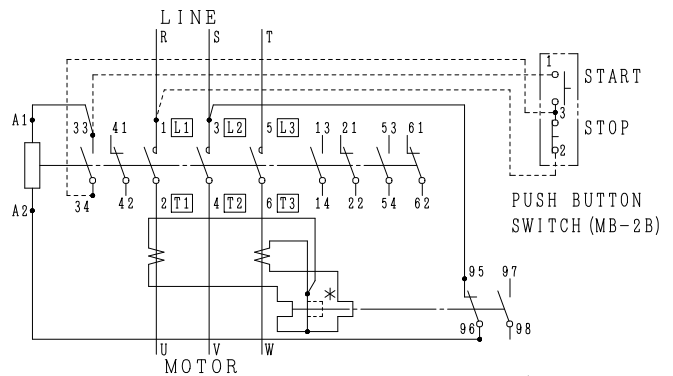 LINE
R S T
1
START
A1 33 41 1 L1 3 L2 5 L3 13 21 53 61
3
STOP
2
34 42 2 T1 4 T2 6 T3 14 22 54 62
A2
PUSH BUTTON
SWITCH (MB-2B)
95 97
*
96 98
U V W
MOTOR